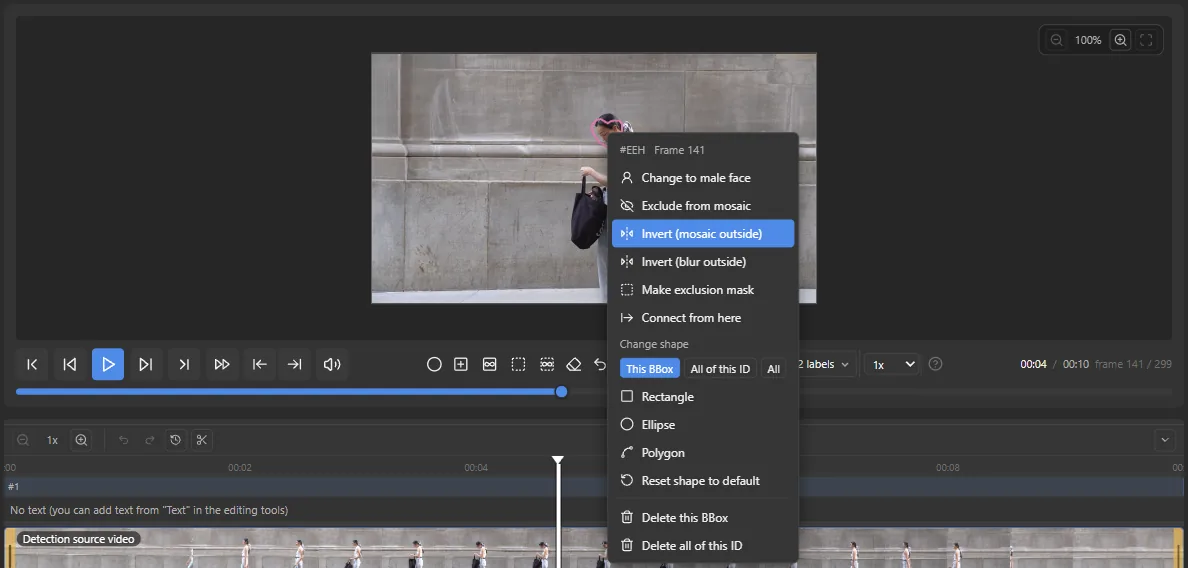 100%
#EEH Frame 141
Change to male face
Exclude from mosaic
Invert (mosaic outside)
Invert (blur outside)
Make exclusion mask
Connect from here
Change shape
This BBox All of this ID All
Rectangle
Ellipse
Polygon
Reset shape to default
Delete this BBox
Delete all of this ID
2 labels 1x ? 00:04 / 00:10 frame 141 / 299
1x
:00 00:02 00:04 00:08 00:
#1
No text (you can add text from "Text" in the editing tools)
Detection source video